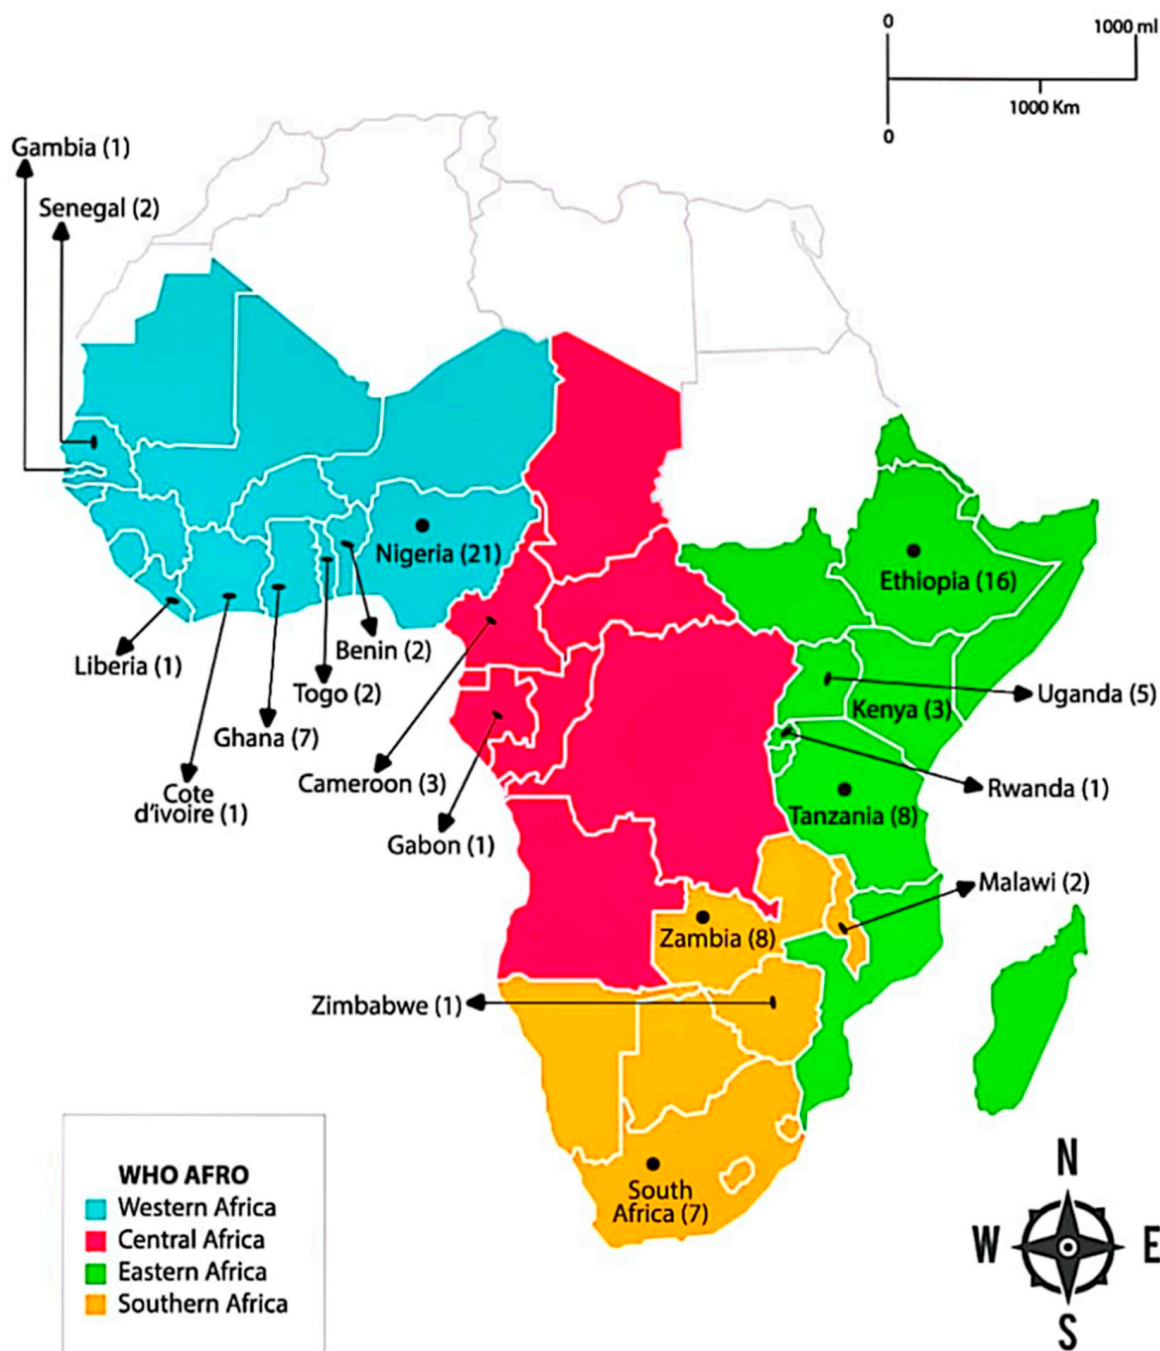 0
1000 ml
1000 Km
0
Gambia (1)
Senegal (2)
Nigeria (21)
Ethiopia (16)
Benin (2)
Liberia (1)
Togo (2)
Uganda (5)
Kenya (3)
Ghana (7)
Cameroon (3)
Rwanda (1)
Cote
d'ivoire (1)
Tanzania (8)
Gabon (1)
Malawi (2)
Zambia (8)
Zimbabwe (1)
South
Africa (7)
WHO AFRO
Western Africa
Central Africa
Eastern Africa
Southern Africa
N
W
E
S